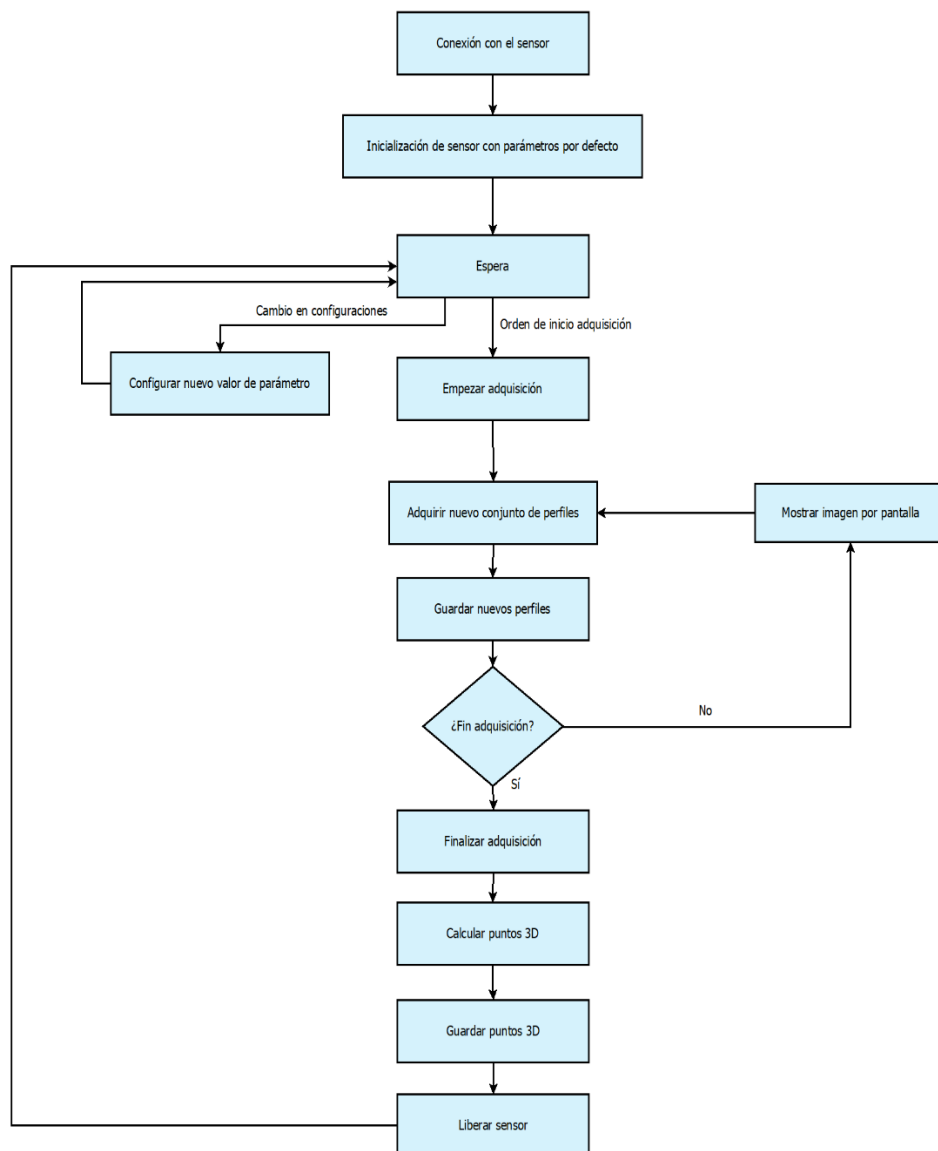 Conexión con el sensor
Inicialización de sensor con parámetros por defecto
Espera
Cambio en configuraciones
Orden de inicio adquisición
Configurar nuevo valor de parámetro
Empezar adquisición
Adquirir nuevo conjunto de perfiles
Mostrar imagen por pantalla
Guardar nuevos perfiles
¿Fin adquisición?
No
Sí
Finalizar adquisición
Calcular puntos 3D
Guardar puntos 3D
Liberar sensor